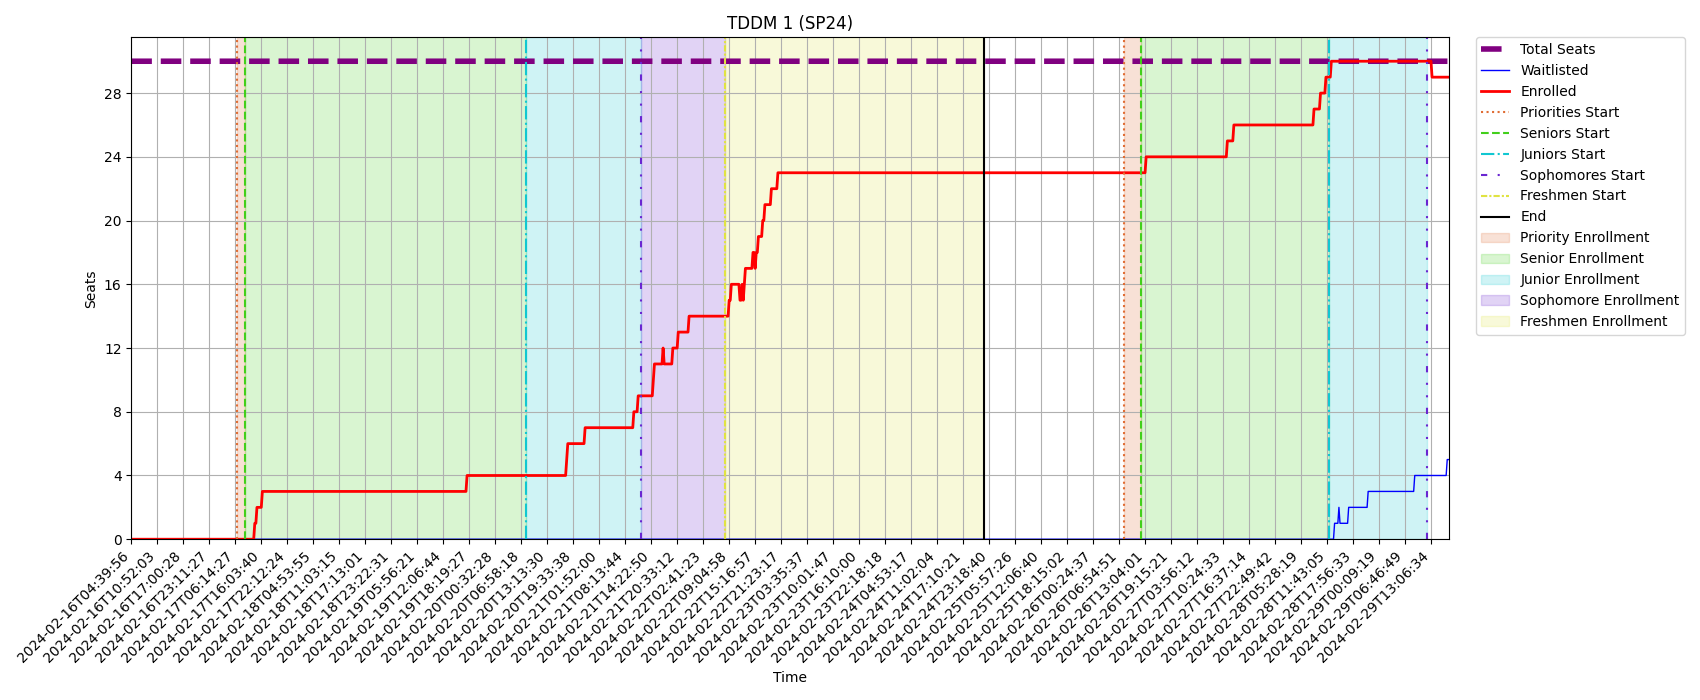 TDDM 1 (SP24)
Seats
28
24
20
16
12
8
4
0
2024-02-16T04:39:56
2024-02-16T10:52:03
2024-02-16T17:00:28
2024-02-16T23:11:27
2024-02-17T06:14:27
2024-02-17T16:03:40
2024-02-17T22:12:24
2024-02-18T04:53:55
2024-02-18T11:03:15
2024-02-18T17:13:01
2024-02-18T23:22:31
2024-02-19T05:56:21
2024-02-19T12:06:44
2024-02-19T18:19:27
2024-02-20T00:32:28
2024-02-20T06:58:18
2024-02-20T13:13:30
2024-02-20T19:33:38
2024-02-21T01:52:00
2024-02-21T08:13:44
2024-02-21T14:22:50
2024-02-21T20:33:12
2024-02-22T02:41:23
2024-02-22T09:04:58
2024-02-22T15:16:57
2024-02-22T21:23:17
2024-02-23T03:35:37
2024-02-23T10:01:47
2024-02-23T16:10:00
2024-02-23T22:18:18
2024-02-24T04:53:17
2024-02-24T11:02:04
2024-02-24T17:10:21
2024-02-24T23:18:40
2024-02-25T05:57:26
2024-02-25T12:06:40
2024-02-25T18:15:02
2024-02-26T00:24:37
2024-02-26T06:54:51
2024-02-26T13:04:01
2024-02-26T19:15:21
2024-02-27T03:56:12
2024-02-27T10:24:33
2024-02-27T16:37:14
2024-02-27T22:49:42
2024-02-28T05:28:19
2024-02-28T11:43:05
2024-02-28T17:56:33
2024-02-29T00:09:19
2024-02-29T06:46:49
2024-02-29T13:06:34
Time
Total Seats
Waitlisted
Enrolled
Priorities Start
Seniors Start
Juniors Start
Sophomores Start
Freshmen Start
End
Priority Enrollment
Senior Enrollment
Junior Enrollment
Sophomore Enrollment
Freshmen Enrollment